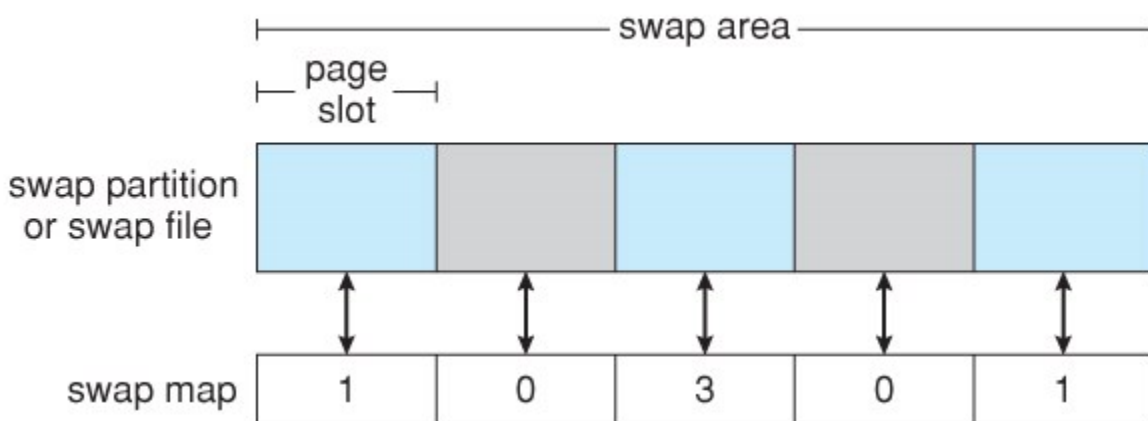 swap area
page
slot
swap partition
or swap file
swap map 1 0 3 0 1